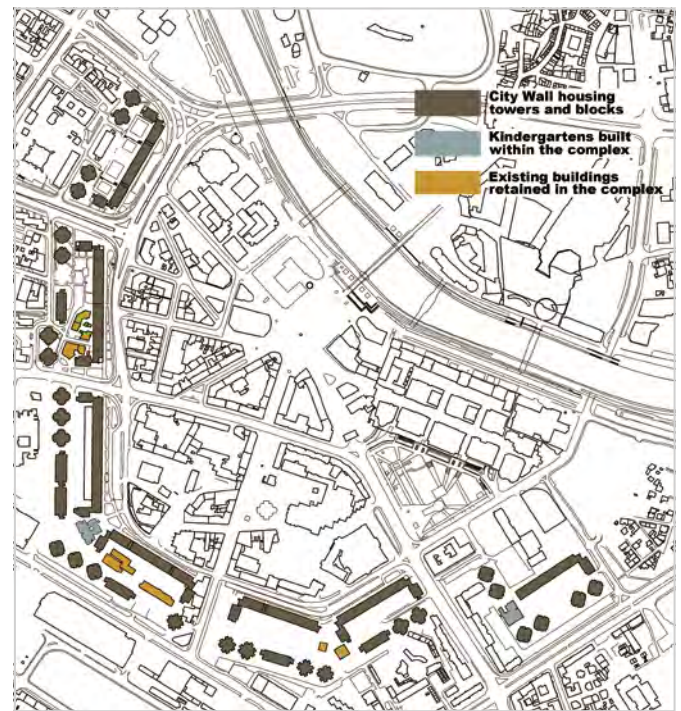 City Wall housing
towers and blocks
Kindergartens built
within the complex
Existing buildings
retained in the complex